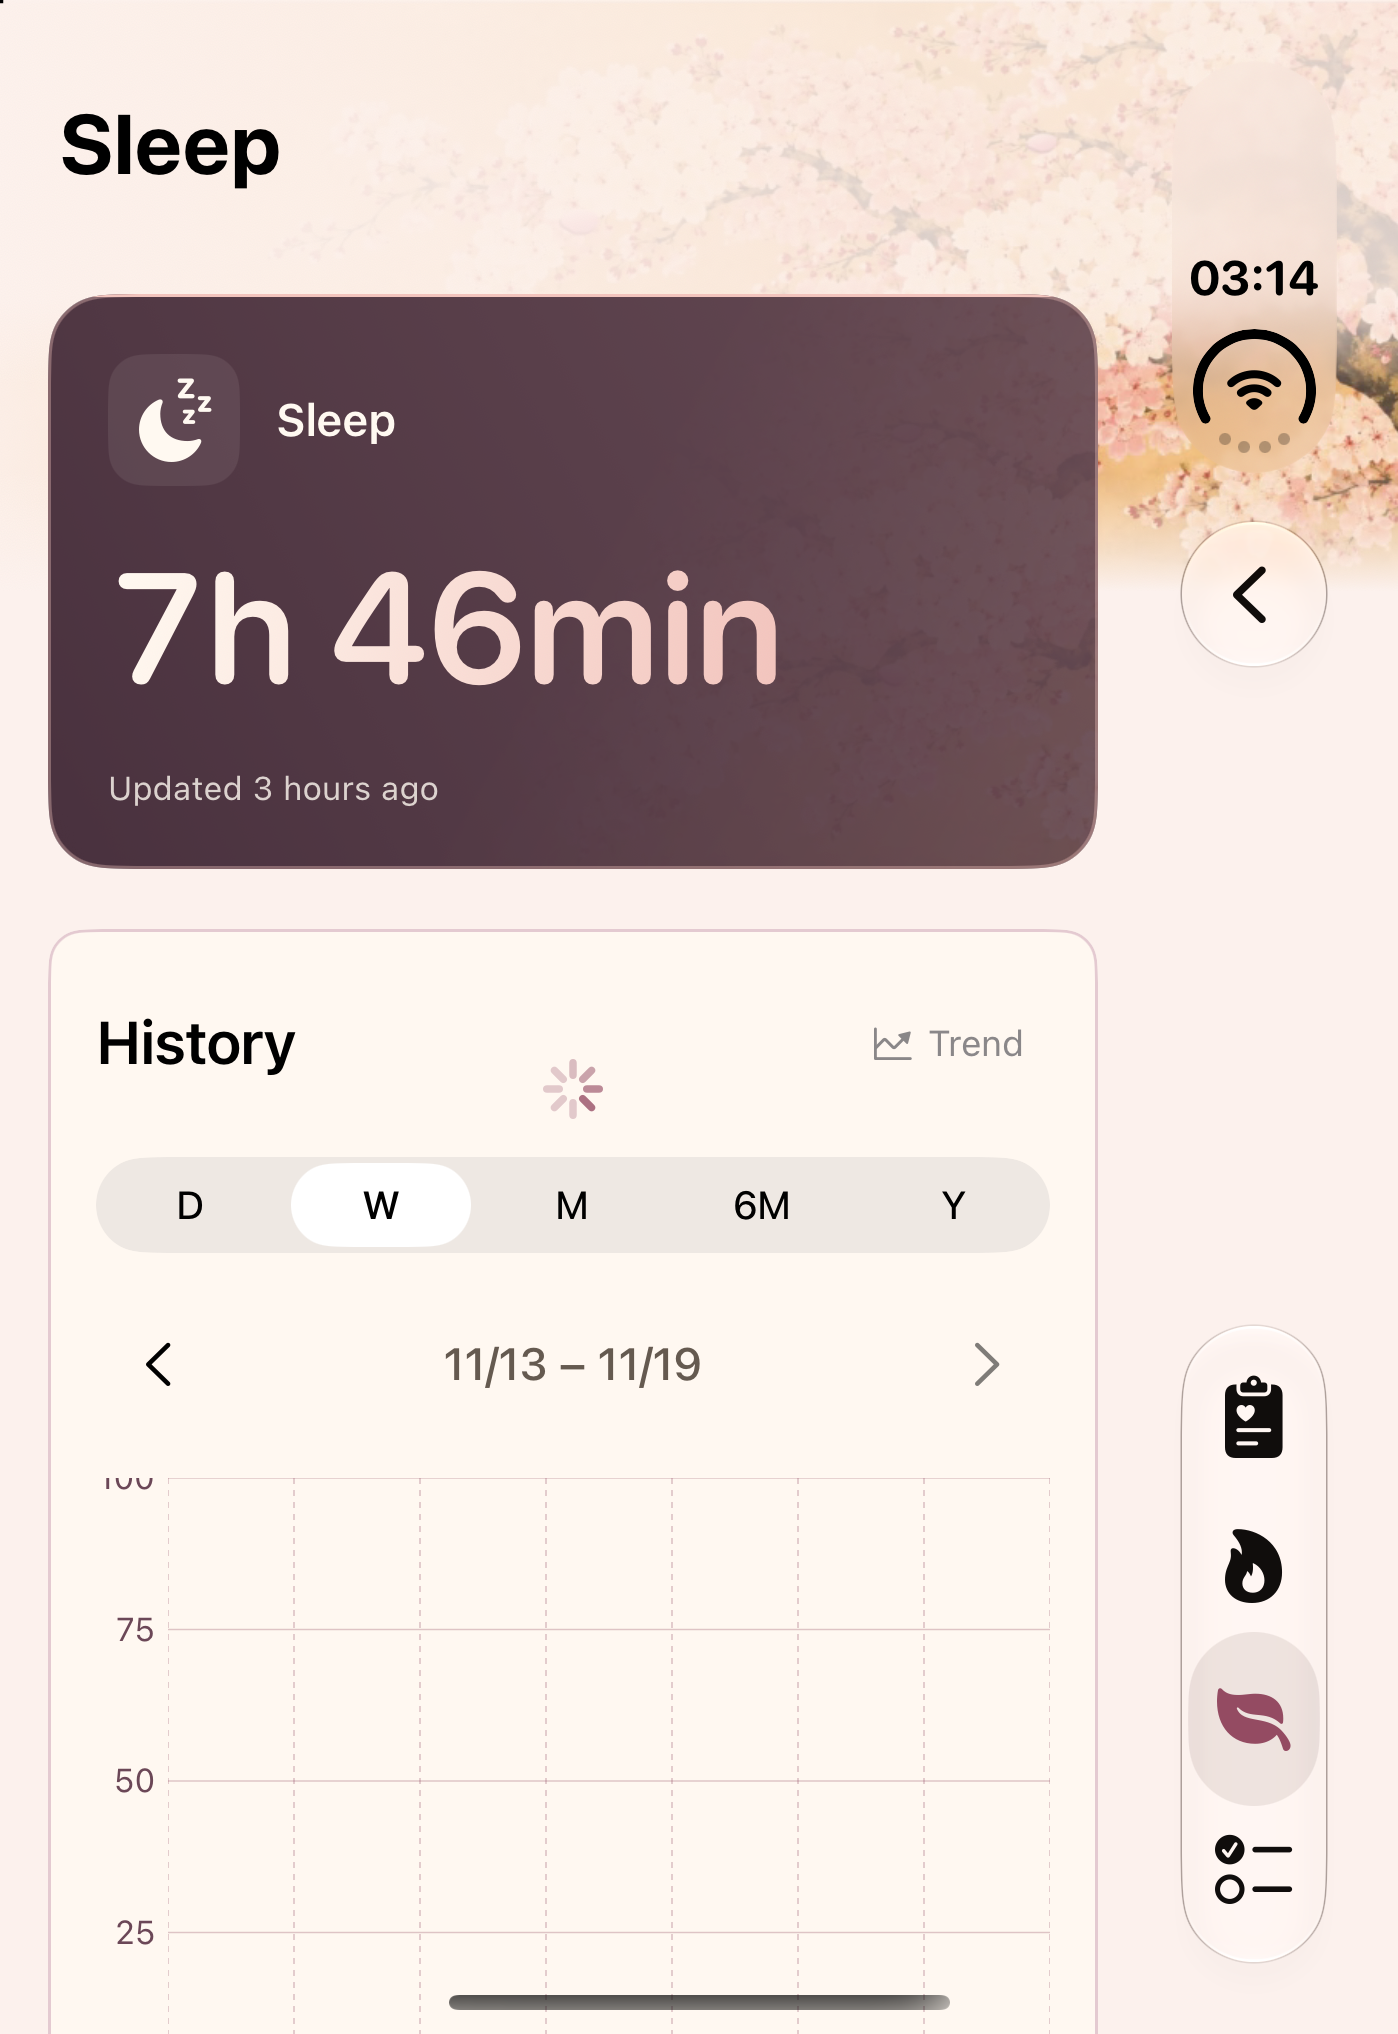 Sleep
03:14
Sleep
7h 46min
Updated 3 hours ago
History
Trend
D W M 6M Y
11/13 – 11/19
100
75
50
25